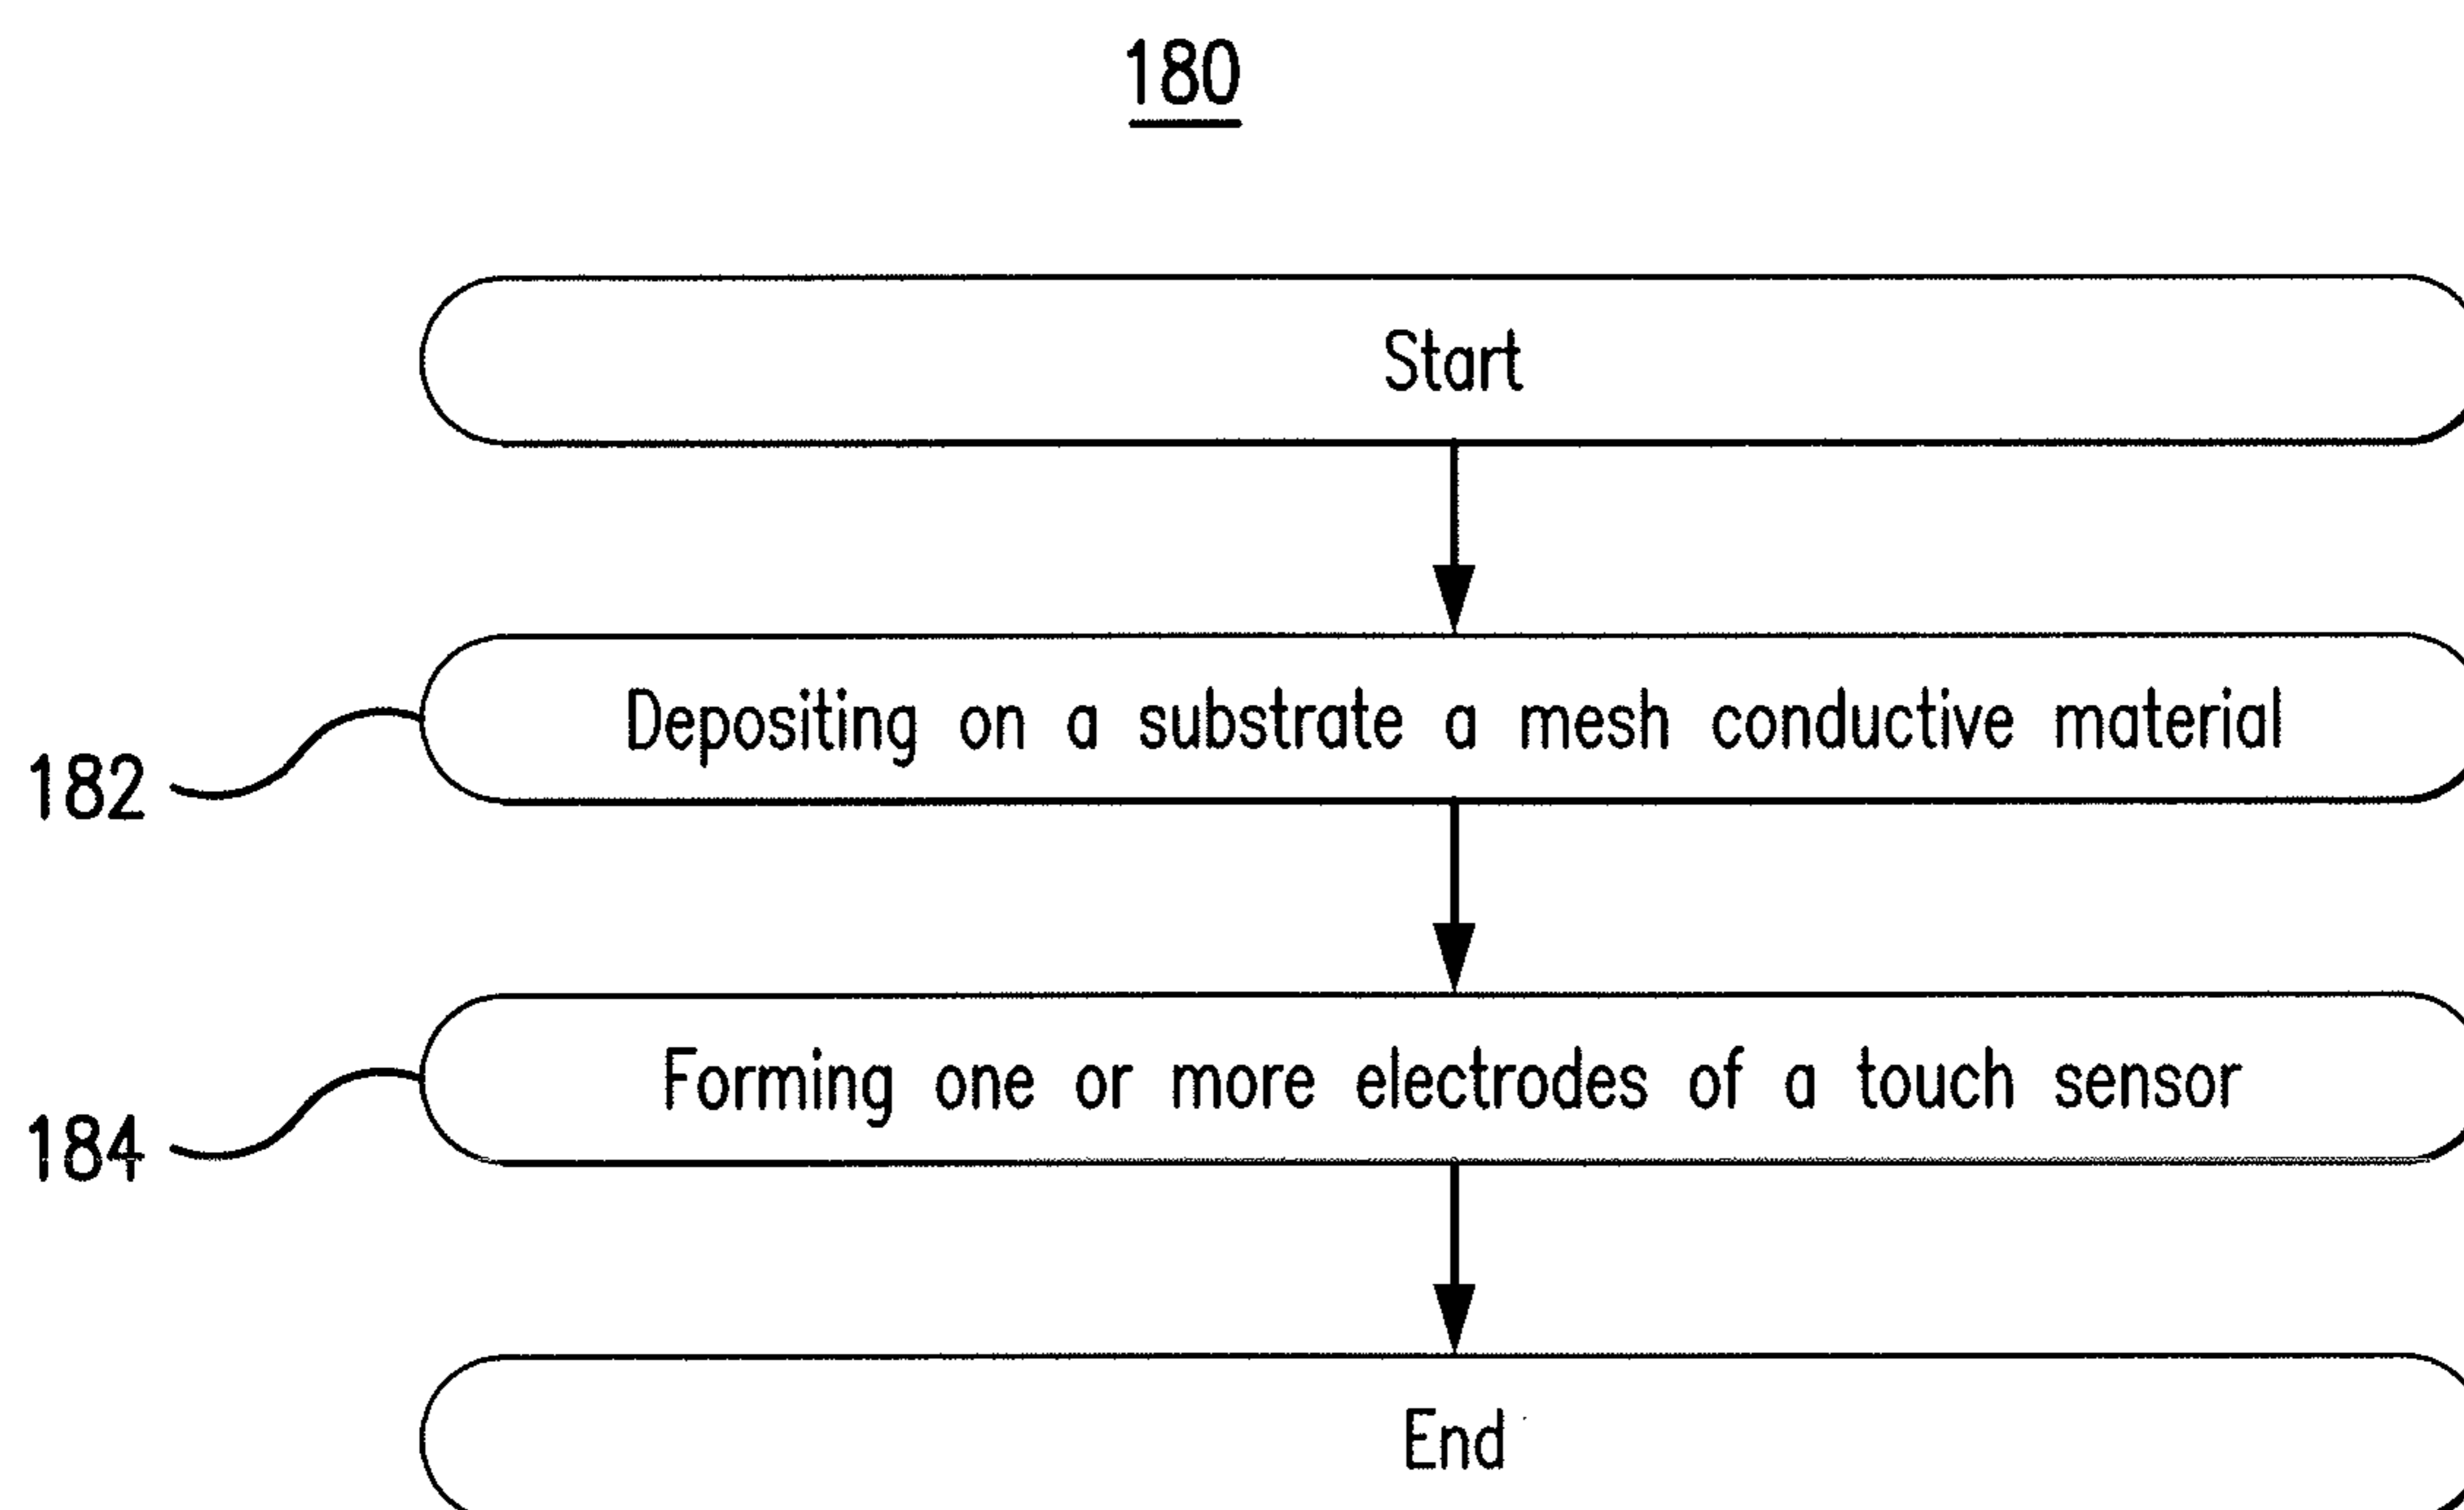 180
Start
Depositing on a substrate a mesh conductive material
182
Forming one or more electrodes of a touch sensor
184
End